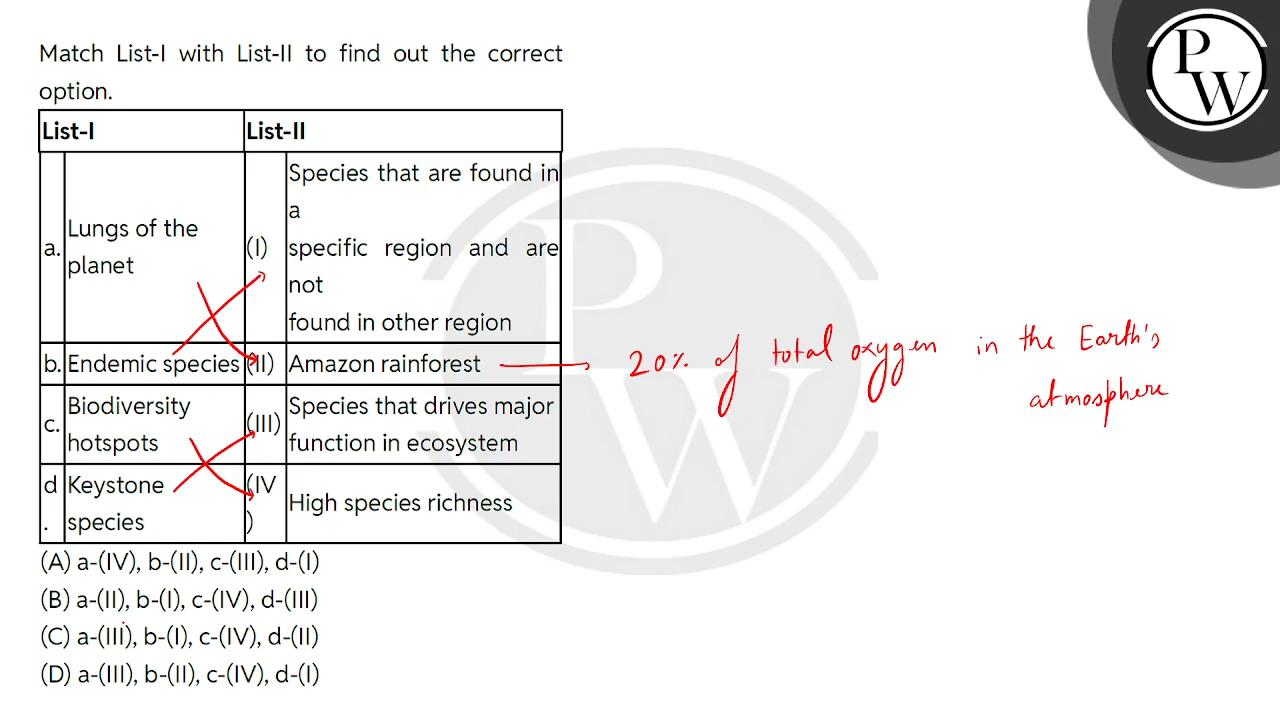 PW
Match List-I with List-II to find out the correct
option.
List-I List-II
a. Lungs of the planet (I) Species that are found in
a
specific region and are
not
found in other region
b. Endemic species (II) Amazon rainforest
20% of total oxygen in the Earth's
atmosphere
c. Biodiversity hotspots (III) Species that drives major
function in ecosystem
d. Keystone species (IV) High species richness
(A) a-(IV), b-(II), c-(III), d-(I)
(B) a-(II), b-(I), c-(IV), d-(III)
(C) a-(III), b-(I), c-(IV), d-(II)
(D) a-(III), b-(II), c-(IV), d-(I)
PW